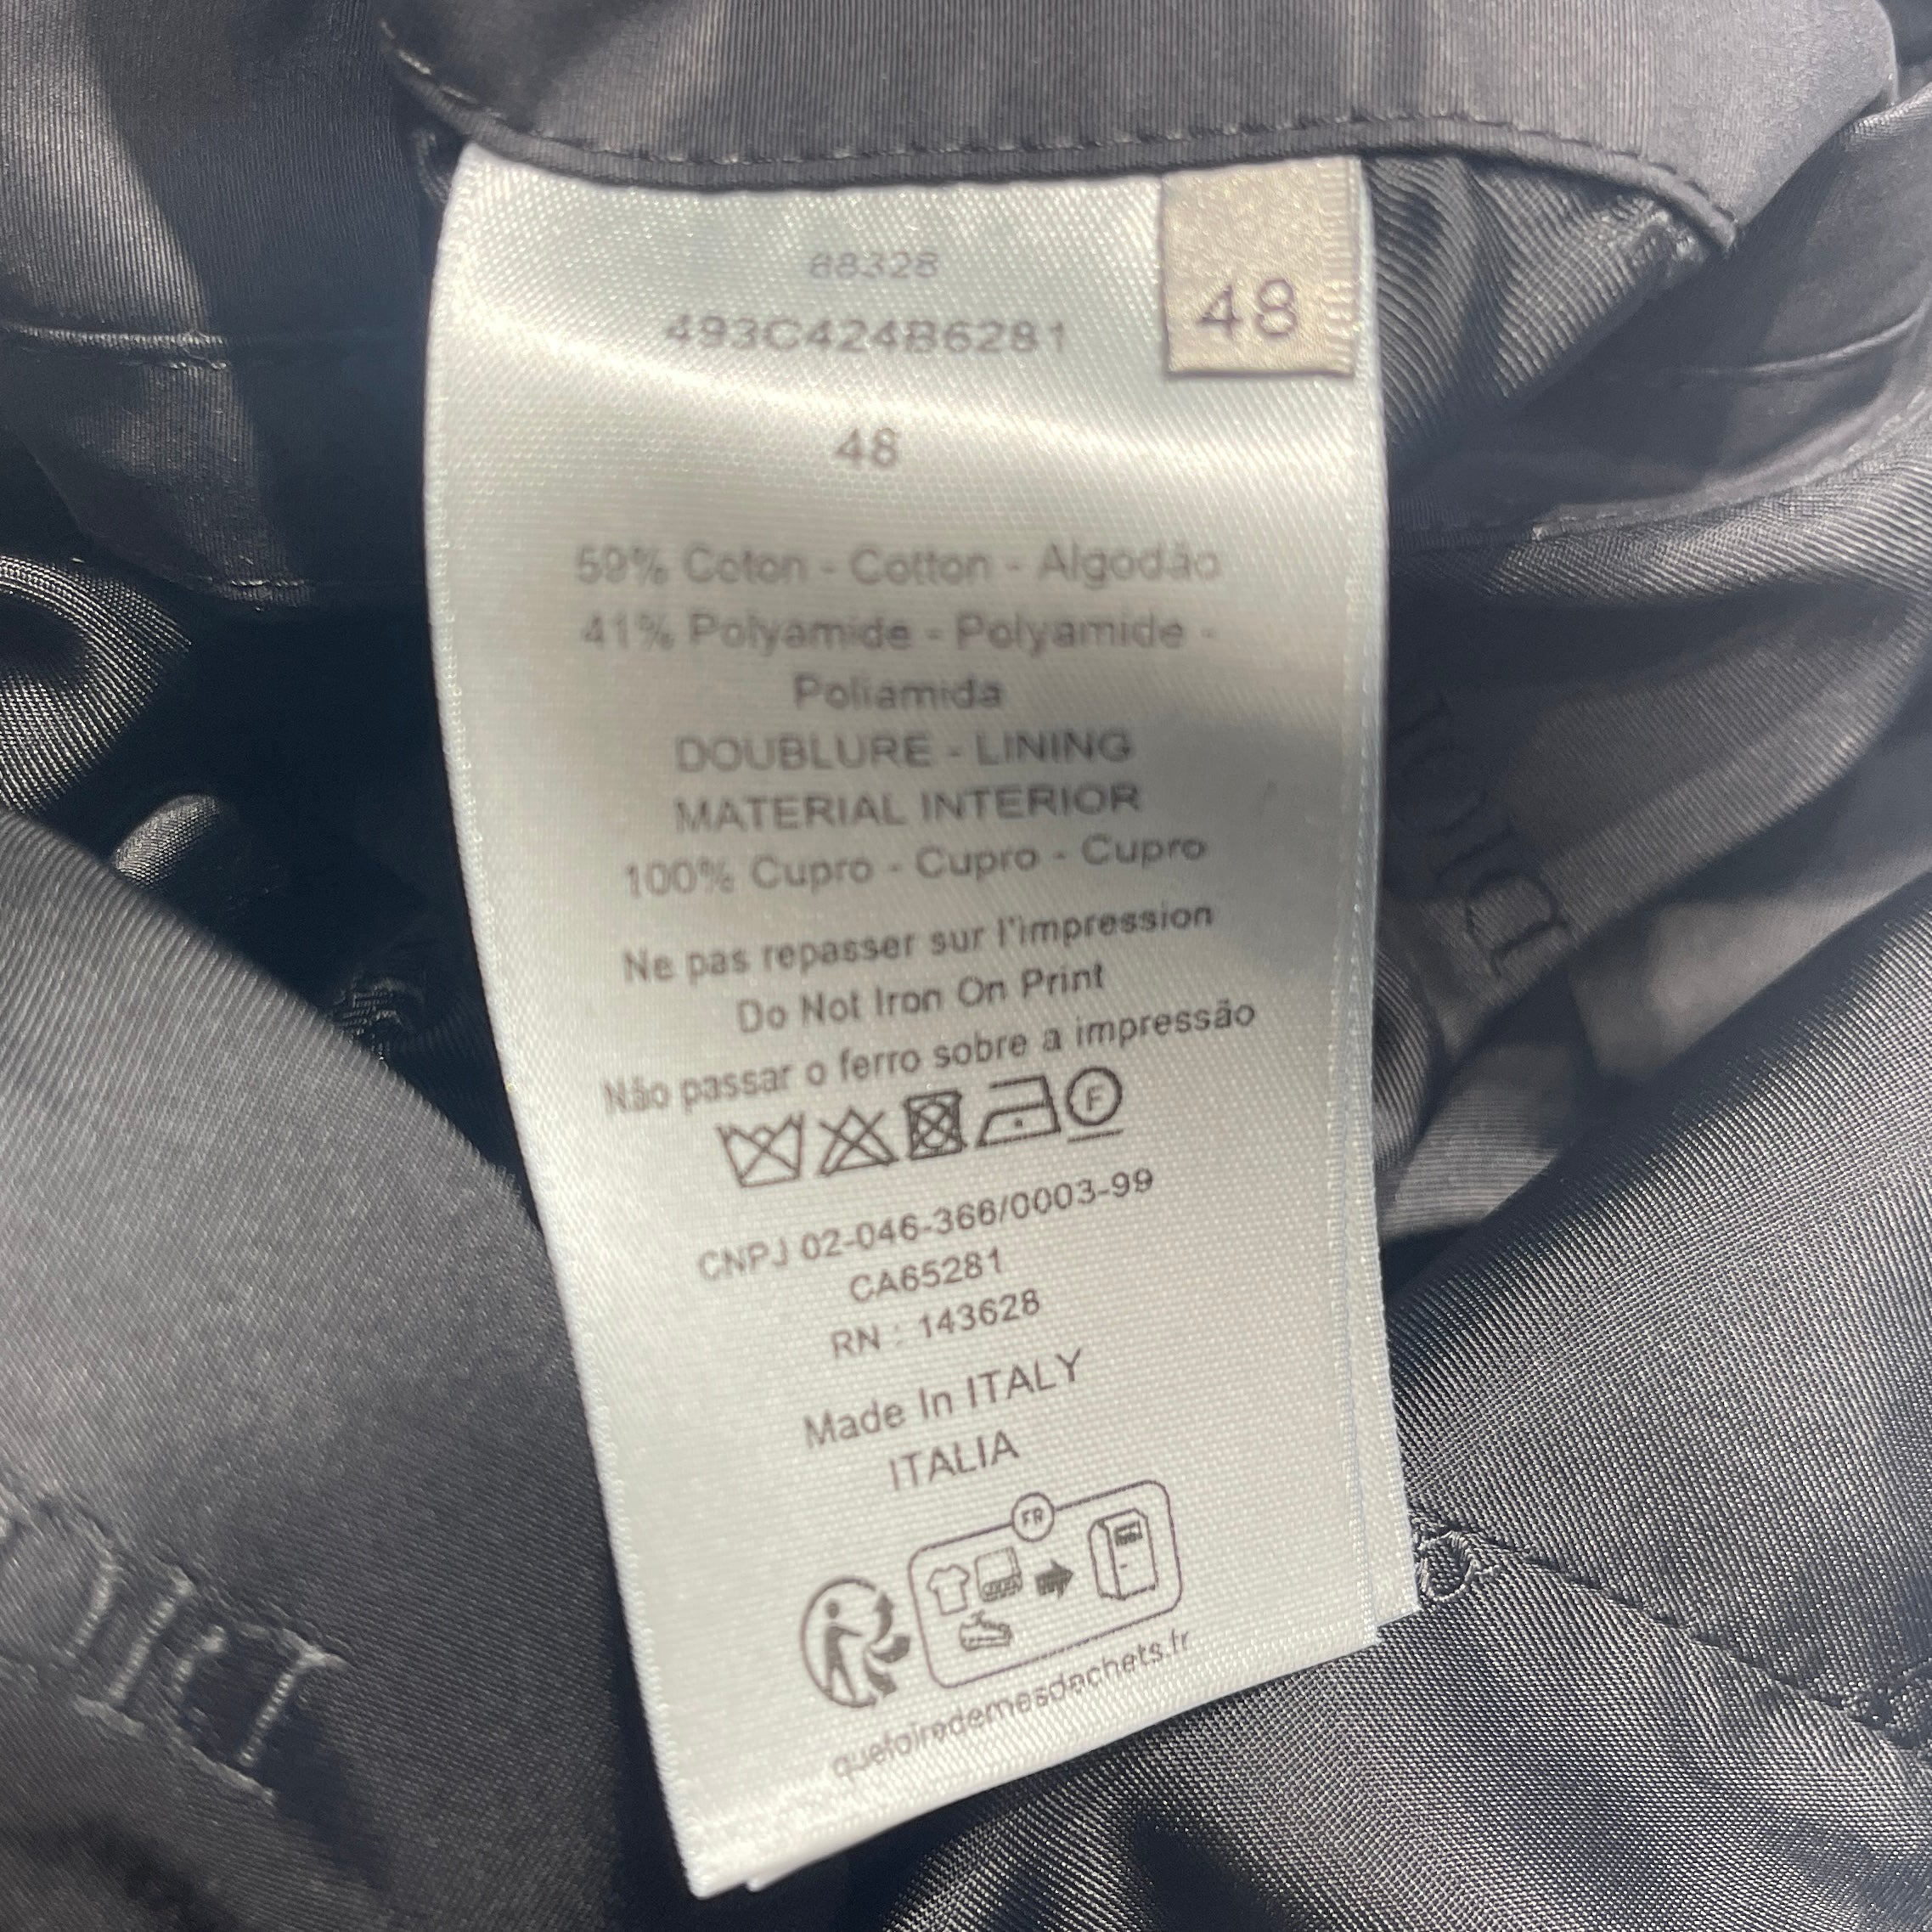 68328
493C424B6281
48
48
59% Coton - Cotton - Algodão
41% Polyamide - Polyamide -
Poliamida
DOUBLURE - LINING
MATERIAL INTERIOR
100% Cupro - Cupro - Cupro
Ne pas repasser sur l'impression
Do Not Iron On Print
Não passar o ferro sobre a impressão
F
CNPJ 02-046-366/0003-99
CA65281
RN : 143628
Made In ITALY
ITALIA
FR
quefairedemesdechets.fr
DIOR